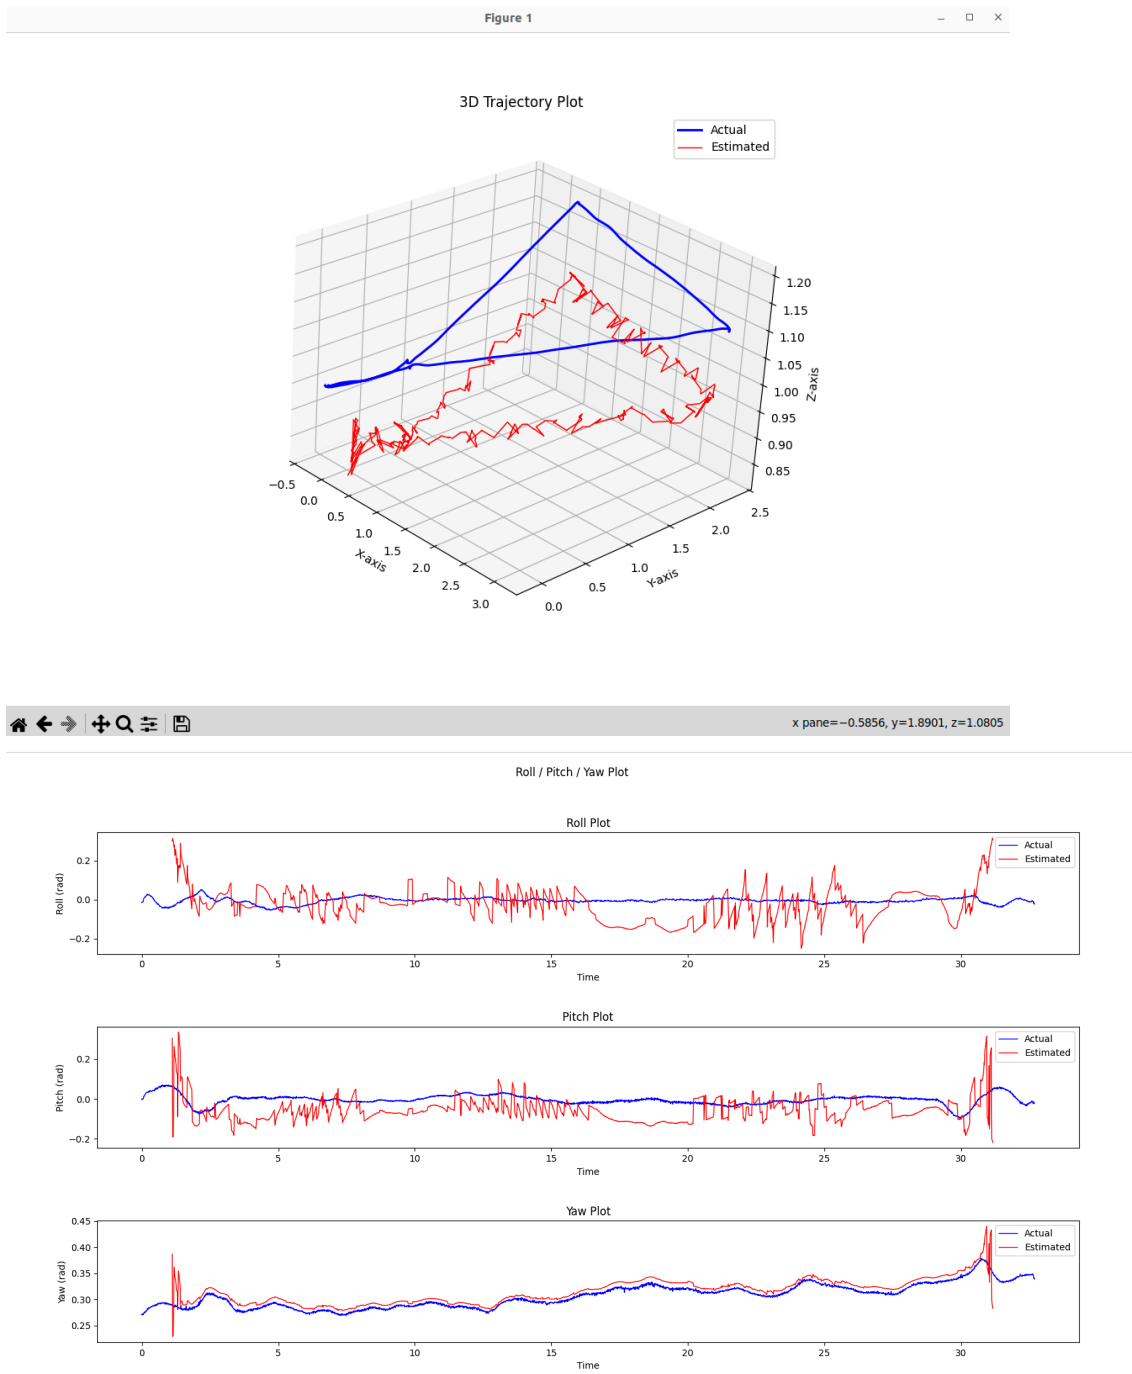 Figure 1
3D Trajectory Plot
Actual
Estimated
1.20
1.15
1.10
1.05
1.00
0.95
0.90
0.85
Z-axis
−0.5
0.0
0.5
1.0
1.5
2.0
2.5
3.0
X-axis
0.0
0.5
1.0
1.5
2.0
2.5
Y-axis
x pane=−0.5856, y=1.8901, z=1.0805
Roll / Pitch / Yaw Plot
Roll Plot
Actual
Estimated
0.2
0.0
−0.2
Roll (rad)
0 5 10 15 20 25 30
Time
Pitch Plot
Actual
Estimated
0.2
0.0
−0.2
Pitch (rad)
0 5 10 15 20 25 30
Time
Yaw Plot
Actual
Estimated
0.45
0.40
0.35
0.30
0.25
Yaw (rad)
0 5 10 15 20 25 30
Time